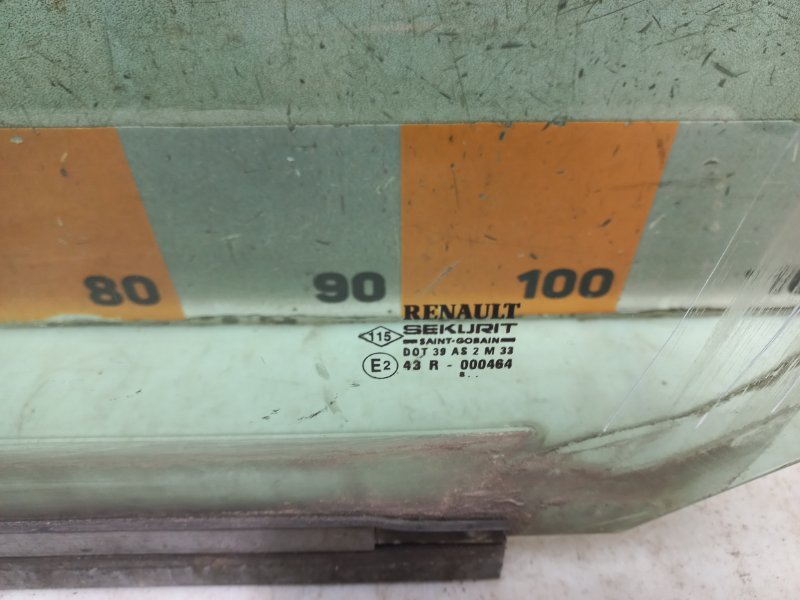 80 90 100
RENAULT
115 SEKURIT
SAINT-GOBAIN
DOT 39 AS 2 M 33
E2 43 R - 000464